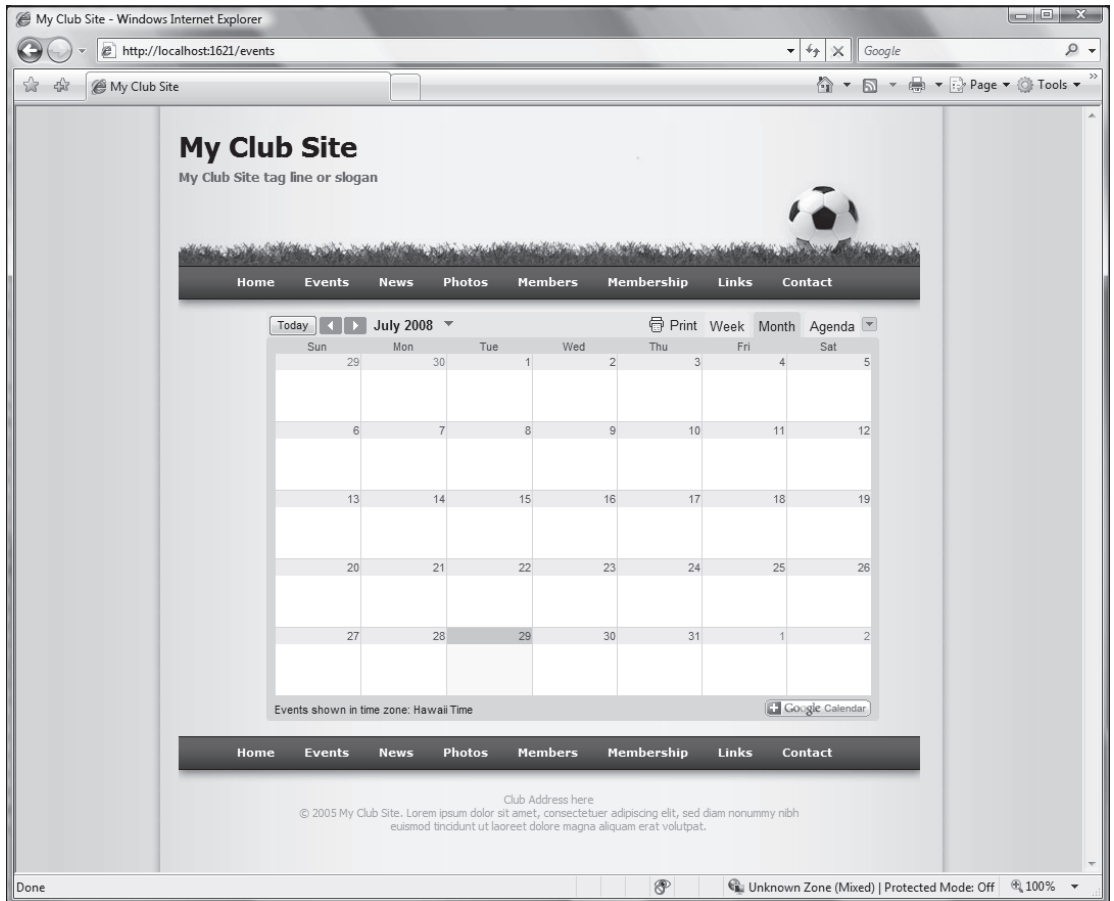 My Club Site - Windows Internet Explorer
http://localhost:1621/events
Google
My Club Site
Page
Tools
My Club Site
My Club Site tag line or slogan
Home Events News Photos Members Membership Links Contact
Today July 2008 Print Week Month Agenda
Sun Mon Tue Wed Thu Fri Sat
29 30 1 2 3 4 5
6 7 8 9 10 11 12
13 14 15 16 17 18 19
20 21 22 23 24 25 26
27 28 29 30 31 1 2
Events shown in time zone: Hawaii Time
Google Calendar
Home Events News Photos Members Membership Links Contact
Club Address here
© 2005 My Club Site. Lorem ipsum dolor sit amet, consectetuer adipiscing elit, sed diam nonummy nibh
euismod tincidunt ut laoreet dolore magna aliquam erat volutpat.
Done
Unknown Zone (Mixed) | Protected Mode: Off
100%